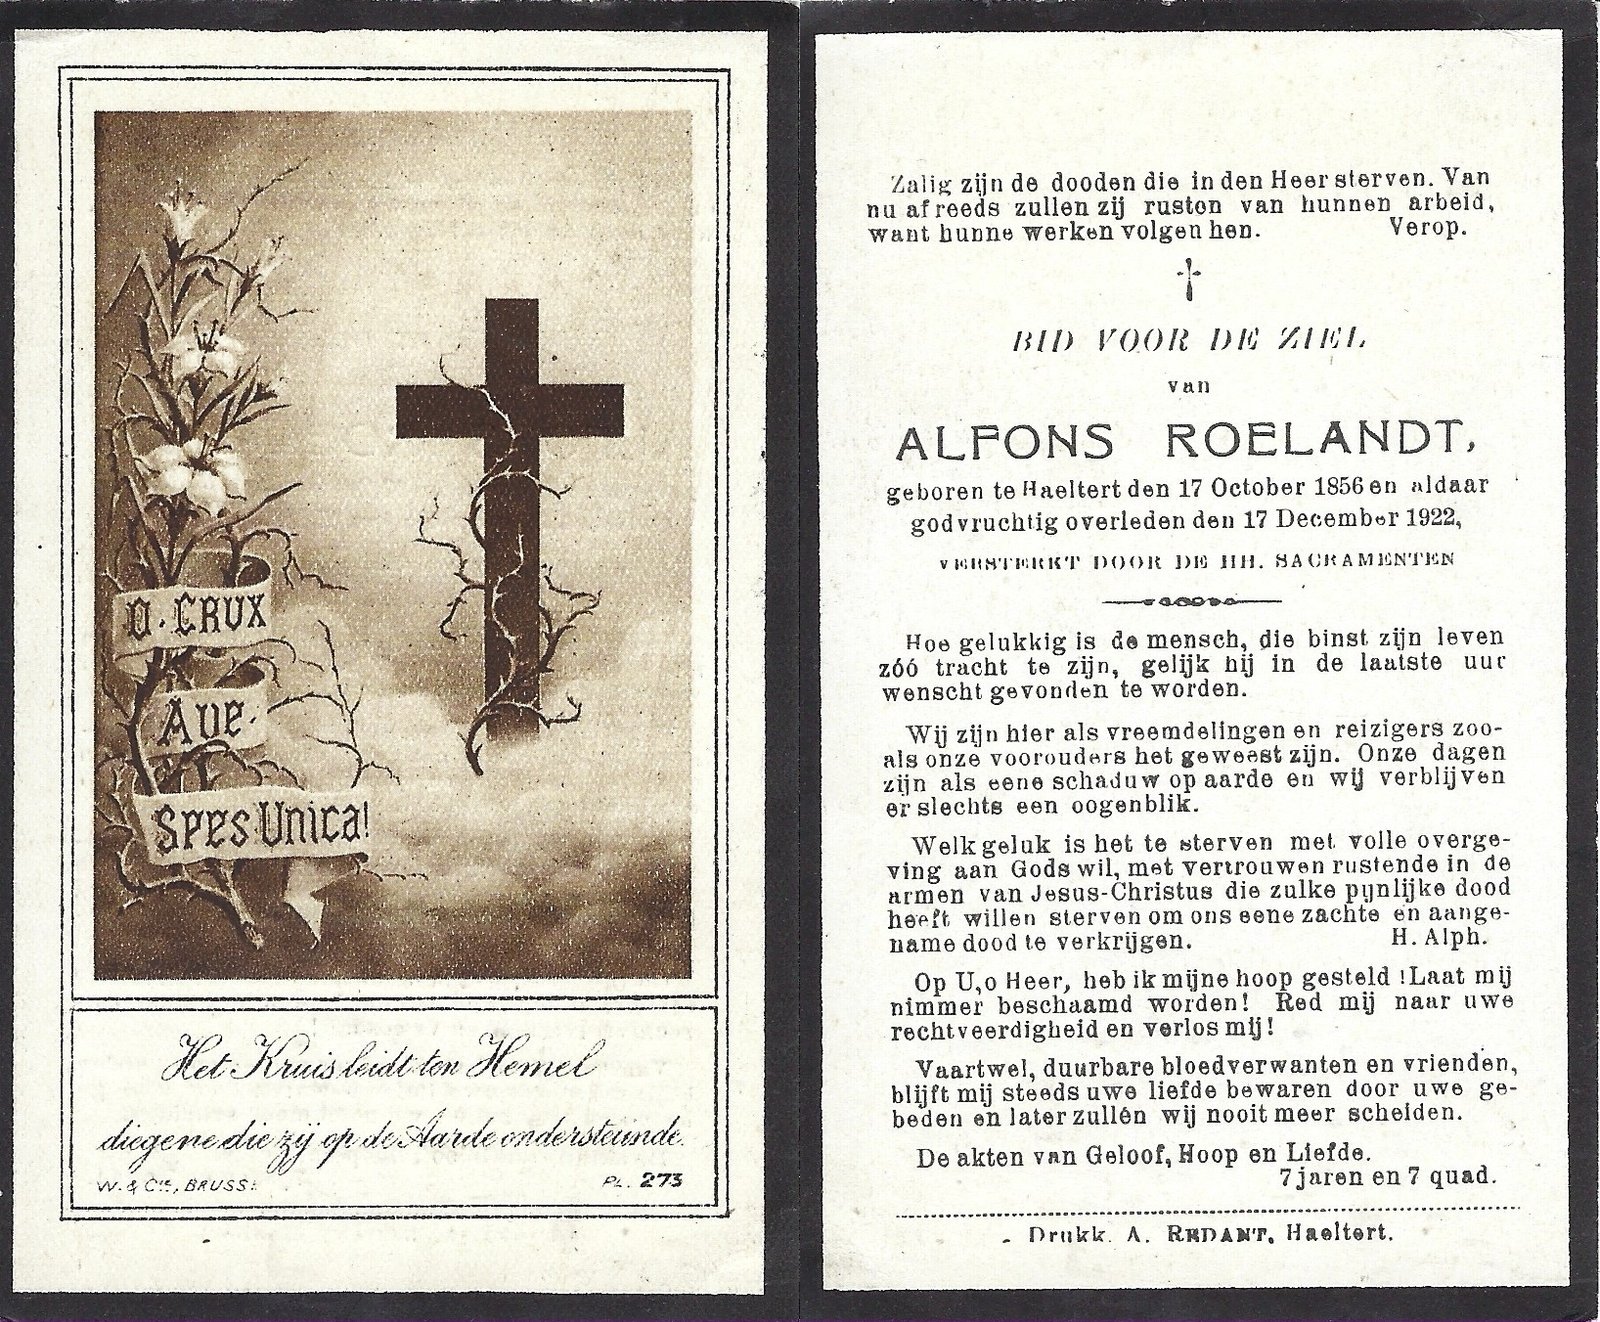 O. CRUX
AVE.
SPES UNICA!
Het Kruis leidt ten Hemel
diegene die zij op de Aarde ondersteunde.
W. & Cie, BRUSS.
PL. 273
Zalig zijn de dooden die in den Heer sterven. Van
nu af reeds zullen zij ruston van hunnen arbeid,
want hunne werken volgen hen. Verop.
BID VOOR DE ZIEL
van
ALFONS ROELANDT,
geboren te Haeltert den 17 October 1856 en aldaar
godvruchtig overleden den 17 December 1922,
VERSTERKT DOOR DE HH. SACRAMENTEN
Hoe gelukkig is de mensch, die binst zijn leven
zóó tracht te zijn, gelijk hij in de laatste uur
wenscht gevonden te worden.
Wij zijn hier als vreemdelingen en reizigers zoo-
als onze voorouders het geweest zijn. Onze dagen
zijn als eene schaduw op aarde en wij verblijven
er slechts een oogenblik.
Welk geluk is het te sterven met volle overge-
ving aan Gods wil, met vertrouwen rustende in de
armen van Jesus-Christus die zulke pijnlijke dood
heeft willen sterven om ons eene zachte en aange-
name dood te verkrijgen. H. Alph.
Op U, o Heer, heb ik mijne hoop gesteld ! Laat mij
nimmer beschaamd worden! Red mij naar uwe
rechtveerdigheid en verlos mij!
Vaartwel, duurbare bloedverwanten en vrienden,
blijft mij steeds uwe liefde bewaren door uwe ge-
beden en later zullen wij nooit meer scheiden.
De akten van Geloof, Hoop en Liefde.
7 jaren en 7 quad.
Drukk. A. REDANT, Haeltert.